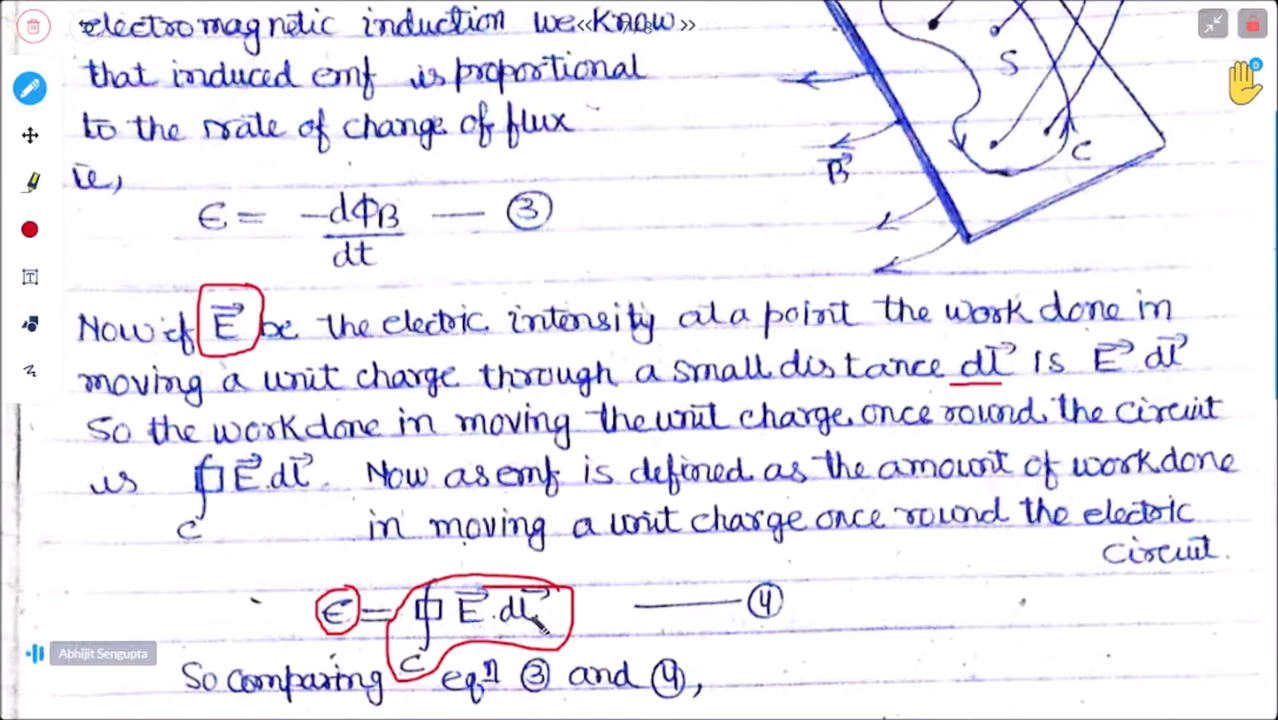 electromagnetic induction we know
that induced emf is proportional
to the rate of change of flux
ie,
ϵ = -dϕB/dt — ③
S
C
B⃗
Now if E⃗ be the electric intensity at a point the work done in
moving a unit charge through a small distance dl⃗ is E⃗ dl⃗
So the workdone in moving the unit charge once round the circuit
is ∮C E⃗.dl⃗. Now as emf is defined as the amount of workdone
in moving a unit charge once round the electric
circuit.
ϵ = ∮C E⃗.dl⃗ — ④
Abhijit Sengupta
So comparing eqn ③ and ④,